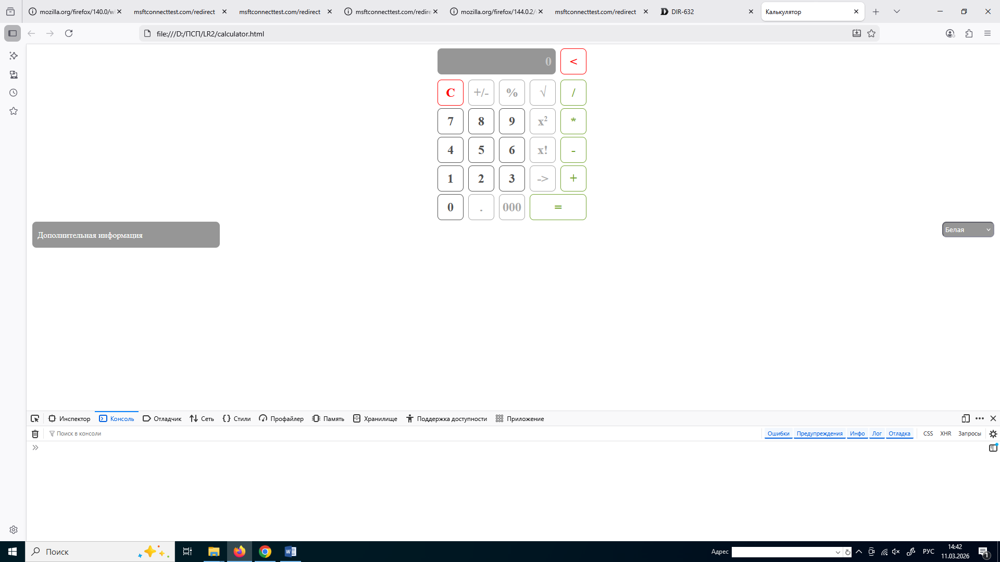 mozilla.org/firefox/140.0/w
msftconnecttest.com/redirect
msftconnecttest.com/redirect
msftconnecttest.com/redire
mozilla.org/firefox/144.0.2/
msftconnecttest.com/redirect
DIR-632
Калькулятор
file:///D:/ПСП/LR2/calculator.html
0
<
C
+/-
%
√
/
7
8
9
x²
*
4
5
6
x!
-
1
2
3
->
+
0
.
000
=
Дополнительная информация
Белая
Инспектор
Консоль
Отладчик
Сеть
Стили
Профайлер
Память
Хранилище
Поддержка доступности
Приложение
Поиск в консоли
Ошибки
Предупреждения
Инфо
Лог
Отладка
CSS
XHR
Запросы
Поиск
Адрес
РУС
14:42
11.03.2026
1